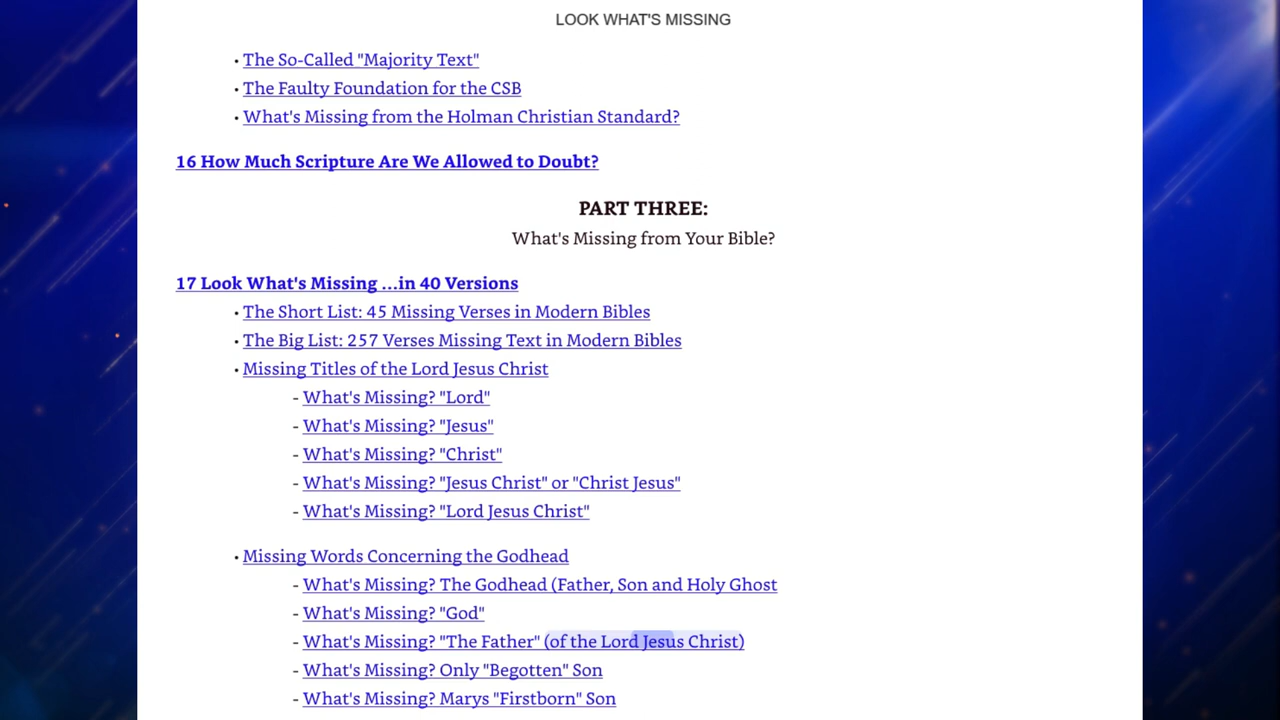 LOOK WHAT'S MISSING
• The So-Called "Majority Text"
• The Faulty Foundation for the CSB
• What's Missing from the Holman Christian Standard?
16 How Much Scripture Are We Allowed to Doubt?
PART THREE:
What's Missing from Your Bible?
17 Look What's Missing ...in 40 Versions
• The Short List: 45 Missing Verses in Modern Bibles
• The Big List: 257 Verses Missing Text in Modern Bibles
• Missing Titles of the Lord Jesus Christ
- What's Missing? "Lord"
- What's Missing? "Jesus"
- What's Missing? "Christ"
- What's Missing? "Jesus Christ" or "Christ Jesus"
- What's Missing? "Lord Jesus Christ"
• Missing Words Concerning the Godhead
- What's Missing? The Godhead (Father, Son and Holy Ghost
- What's Missing? "God"
- What's Missing? "The Father" (of the Lord Jesus Christ)
- What's Missing? Only "Begotten" Son
- What's Missing? Marys "Firstborn" Son